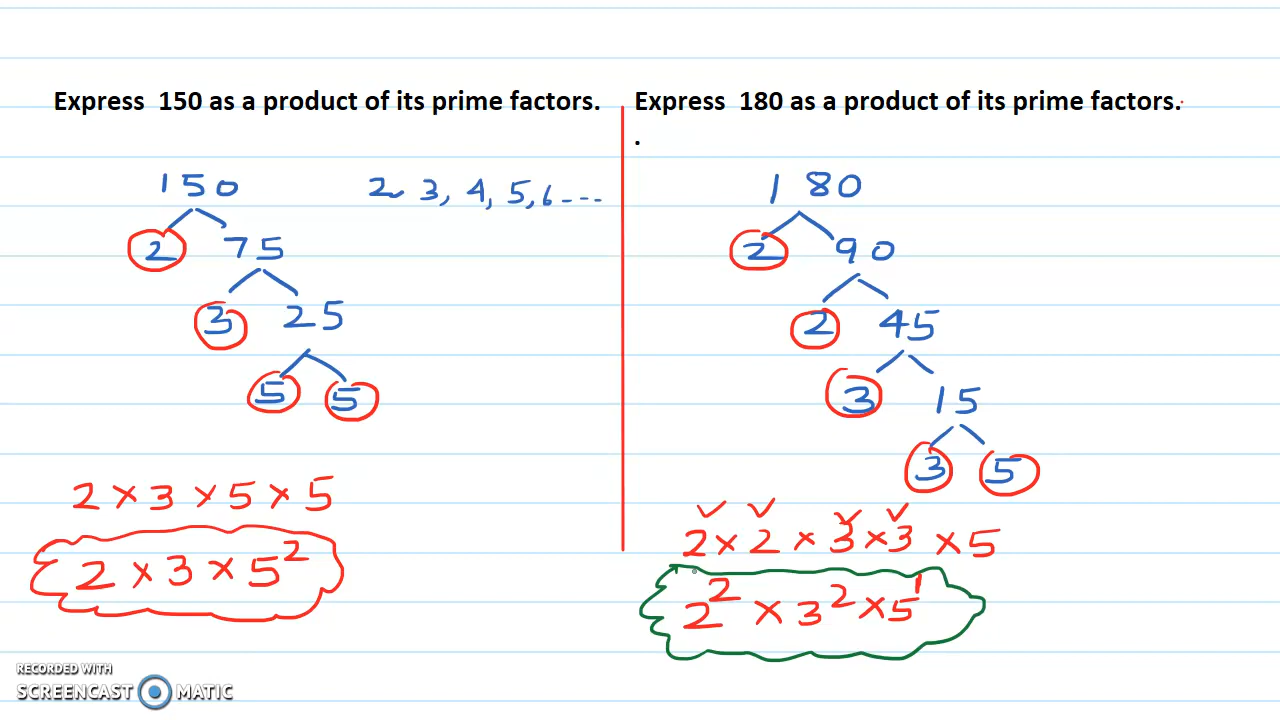 Express 150 as a product of its prime factors.
150
2, 3, 4, 5, 6 - - -
2 75
3 25
5 5
2 × 3 × 5 × 5
2 × 3 × 5²
Express 180 as a product of its prime factors.
.
180
2 90
2 45
3 15
3 5
2 × 2 × 3 × 3 × 5
2² × 3² × 5¹
RECORDED WITH
SCREENCAST MATIC